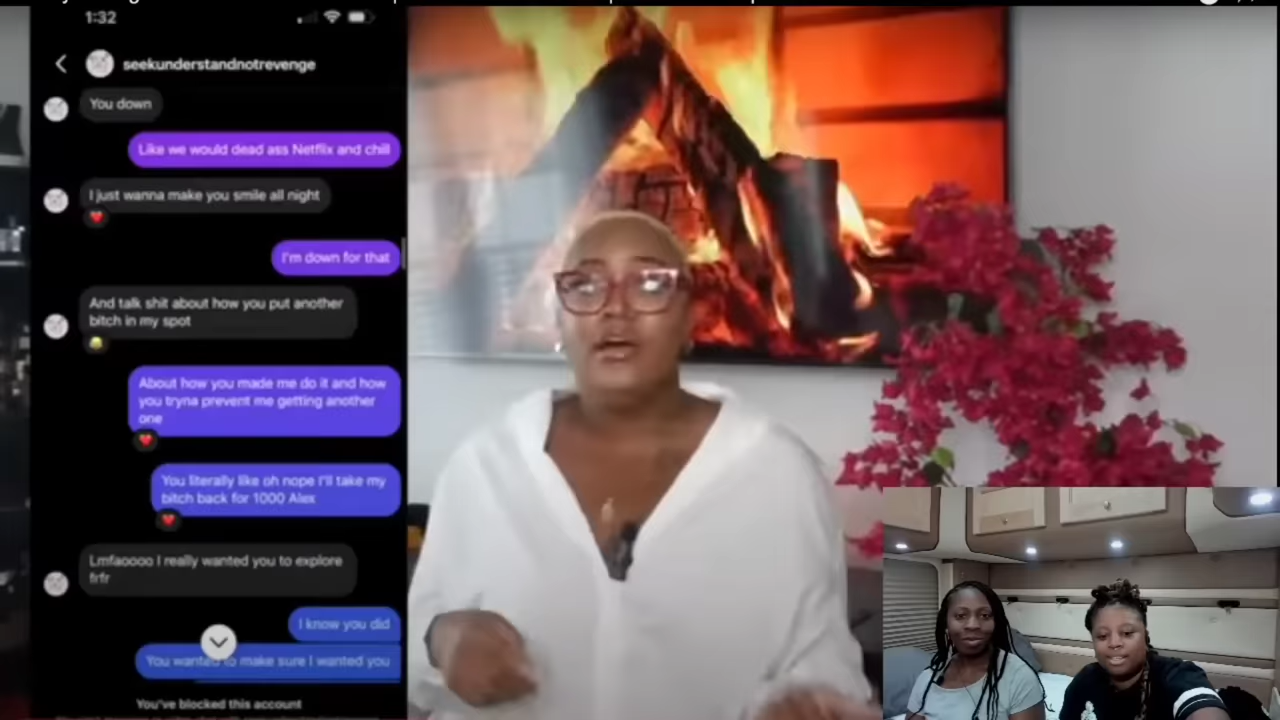 1:32
seekunderstandnotrevenge
You down
Like we would dead ass Netflix and chill
I just wanna make you smile all night
I'm down for that
And talk shit about how you put another
bitch in my spot
About how you made me do it and how
you tryna prevent me getting another
one
You literally like oh nope I'll take my
bitch back for 1000 Alex
Lmfaoooo I really wanted you to explore
frfr
I know you did
You wanted to make sure I wanted you
You've blocked this account